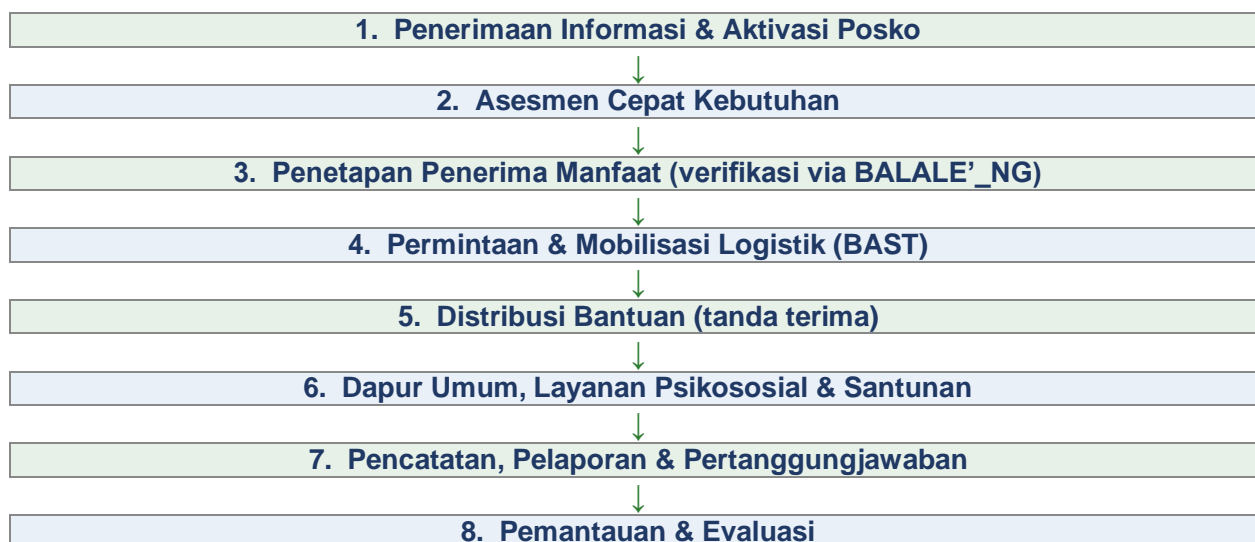 1. Penerimaan Informasi & Aktivasi Posko
↓
2. Asesmen Cepat Kebutuhan
↓
3. Penetapan Penerima Manfaat (verifikasi via BALALE’_NG)
↓
4. Permintaan & Mobilisasi Logistik (BAST)
↓
5. Distribusi Bantuan (tanda terima)
↓
6. Dapur Umum, Layanan Psikososial & Santunan
↓
7. Pencatatan, Pelaporan & Pertanggungjawaban
↓
8. Pemantauan & Evaluasi